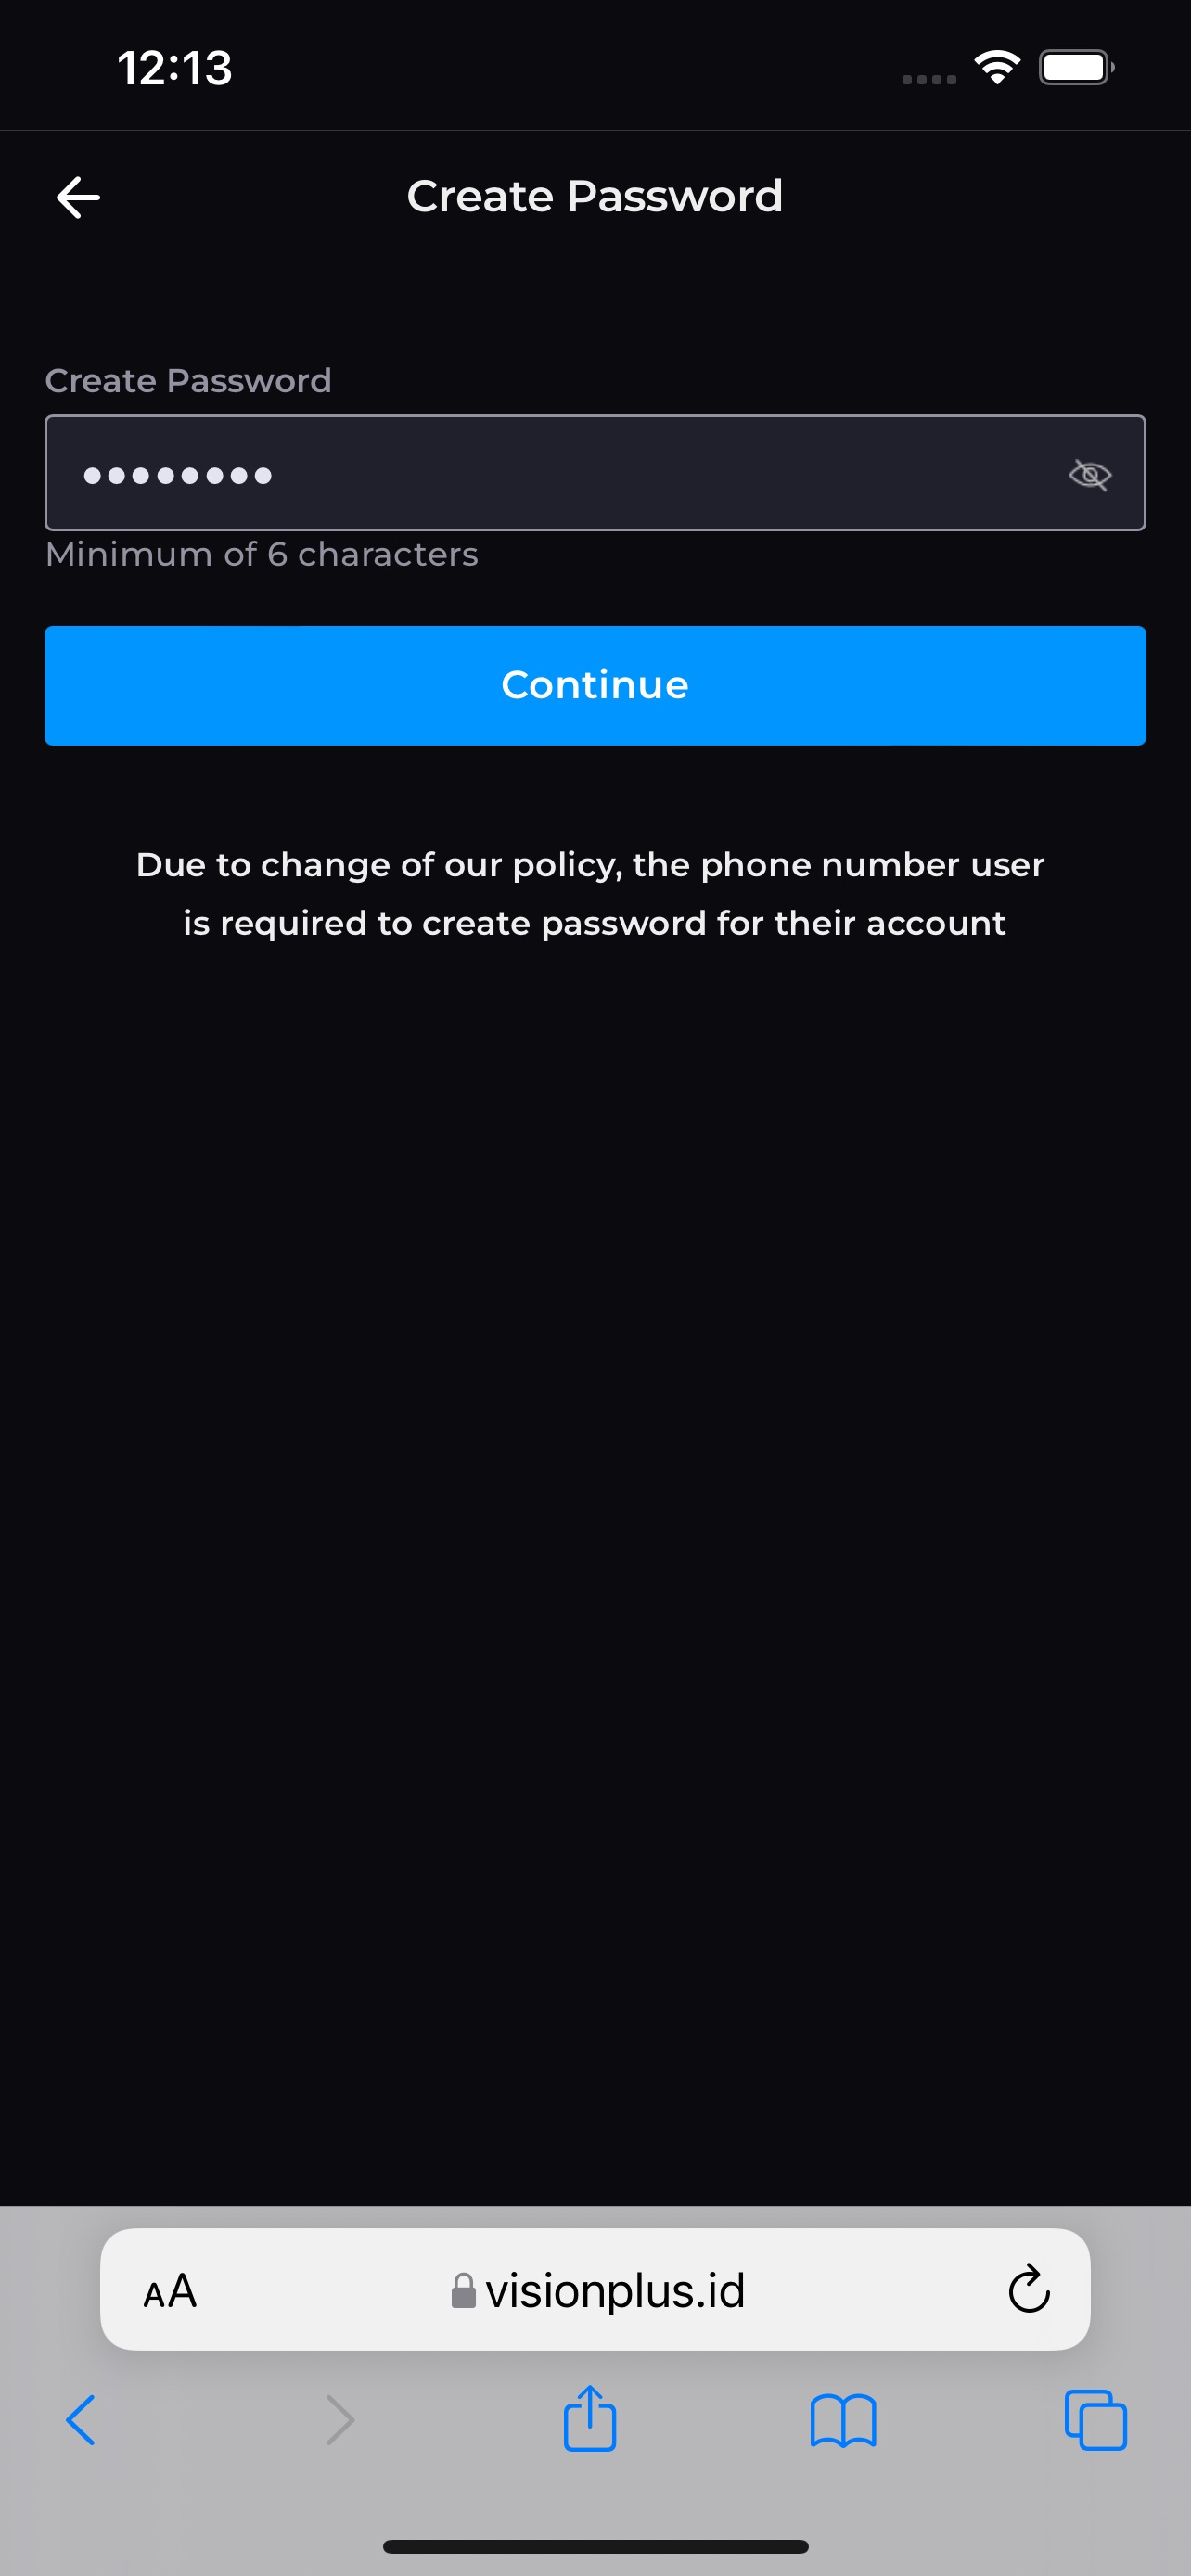 12:13
Create Password
Create Password
••••••••
Minimum of 6 characters
Continue
Due to change of our policy, the phone number user
is required to create password for their account
AA visionplus.id